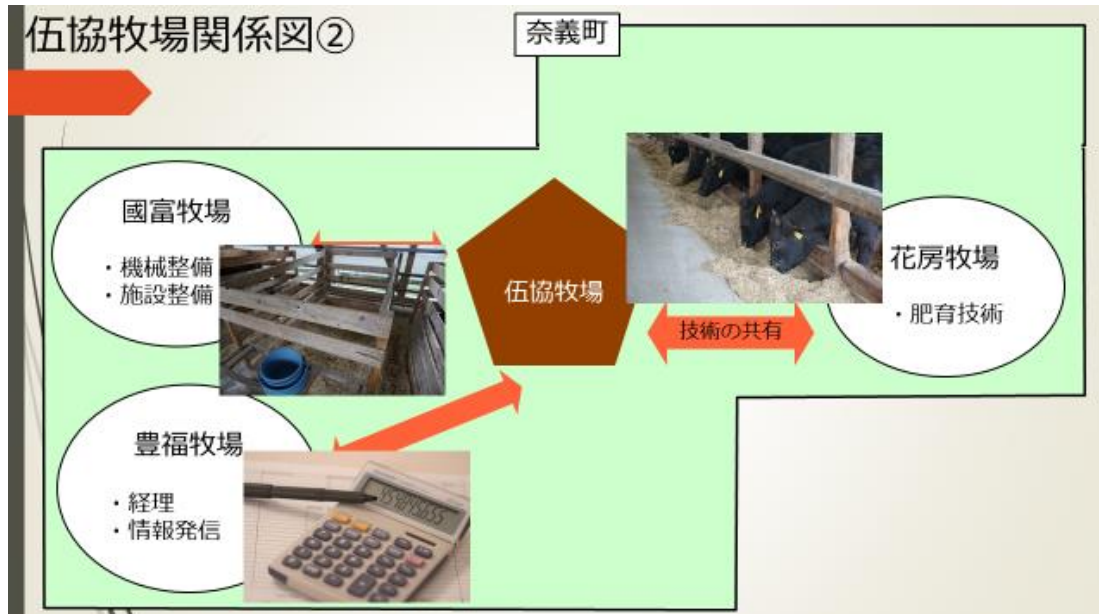 伍協牧場関係図②
奈義町
國富牧場
・機械整備
・施設整備
伍協牧場
花房牧場
・肥育技術
技術の共有
豊福牧場
・経理
・情報発信